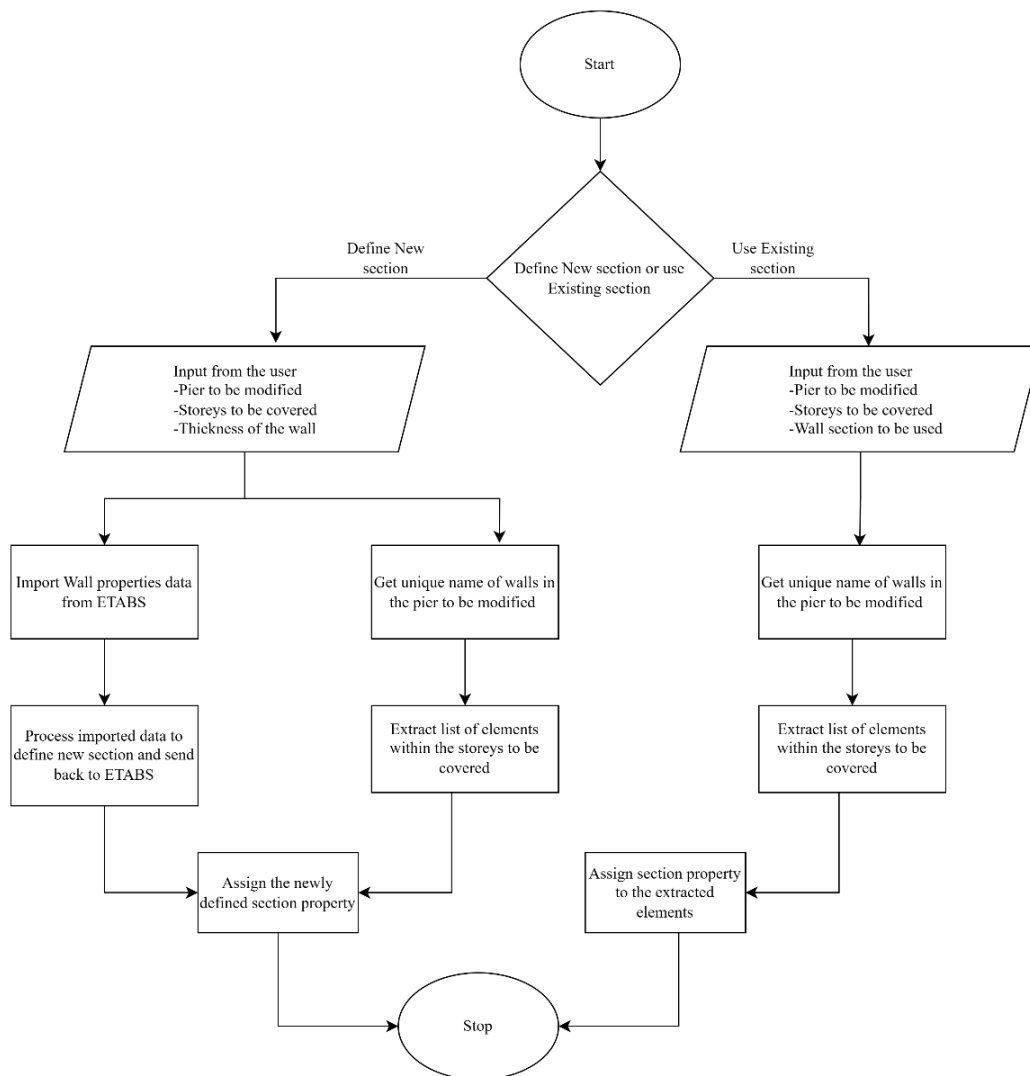 Start
Define New section or use
Existing section
Define New
section
Use Existing
section
Input from the user
-Pier to be modified
-Storeys to be covered
-Thickness of the wall
Input from the user
-Pier to be modified
-Storeys to be covered
-Wall section to be used
Import Wall properties data
from ETABS
Get unique name of walls in
the pier to be modified
Get unique name of walls in
the pier to be modified
Process imported data to
define new section and send
back to ETABS
Extract list of elements
within the storeys to be
covered
Extract list of elements
within the storeys to be
covered
Assign the newly
defined section property
Assign section property
to the extracted
elements
Stop